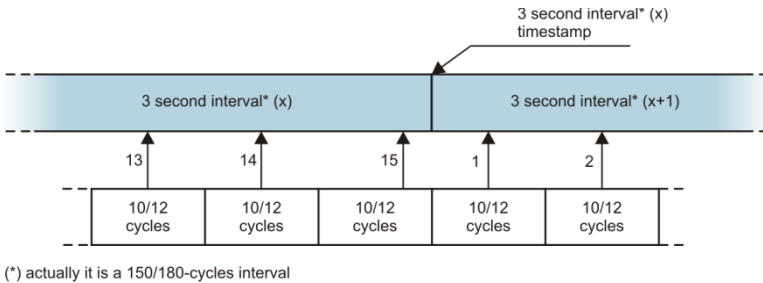 3 second interval* (x)
timestamp
3 second interval* (x)
3 second interval* (x+1)
13
14
15
1
2
10/12
cycles
10/12
cycles
10/12
cycles
10/12
cycles
10/12
cycles
(*) actually it is a 150/180-cycles interval